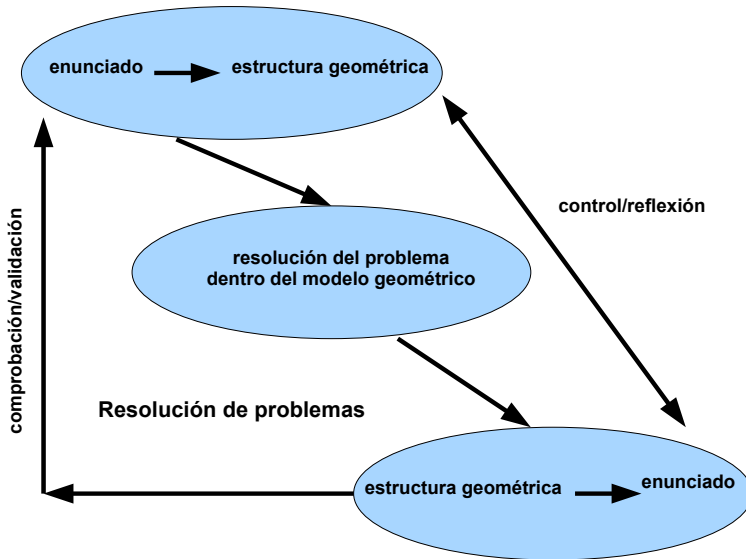 enunciado estructura geométrica
control/reflexión
resolución del problema
dentro del modelo geométrico
comprobación/validación
Resolución de problemas
estructura geométrica enunciado